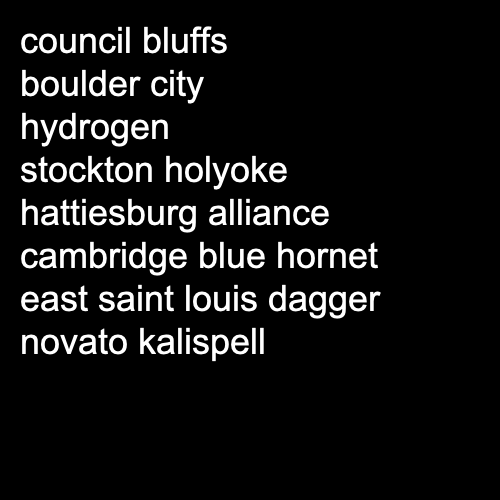 council bluffs
boulder city
hydrogen
stockton holyoke
hattiesburg alliance
cambridge blue hornet
east saint louis dagger
novato kalispell